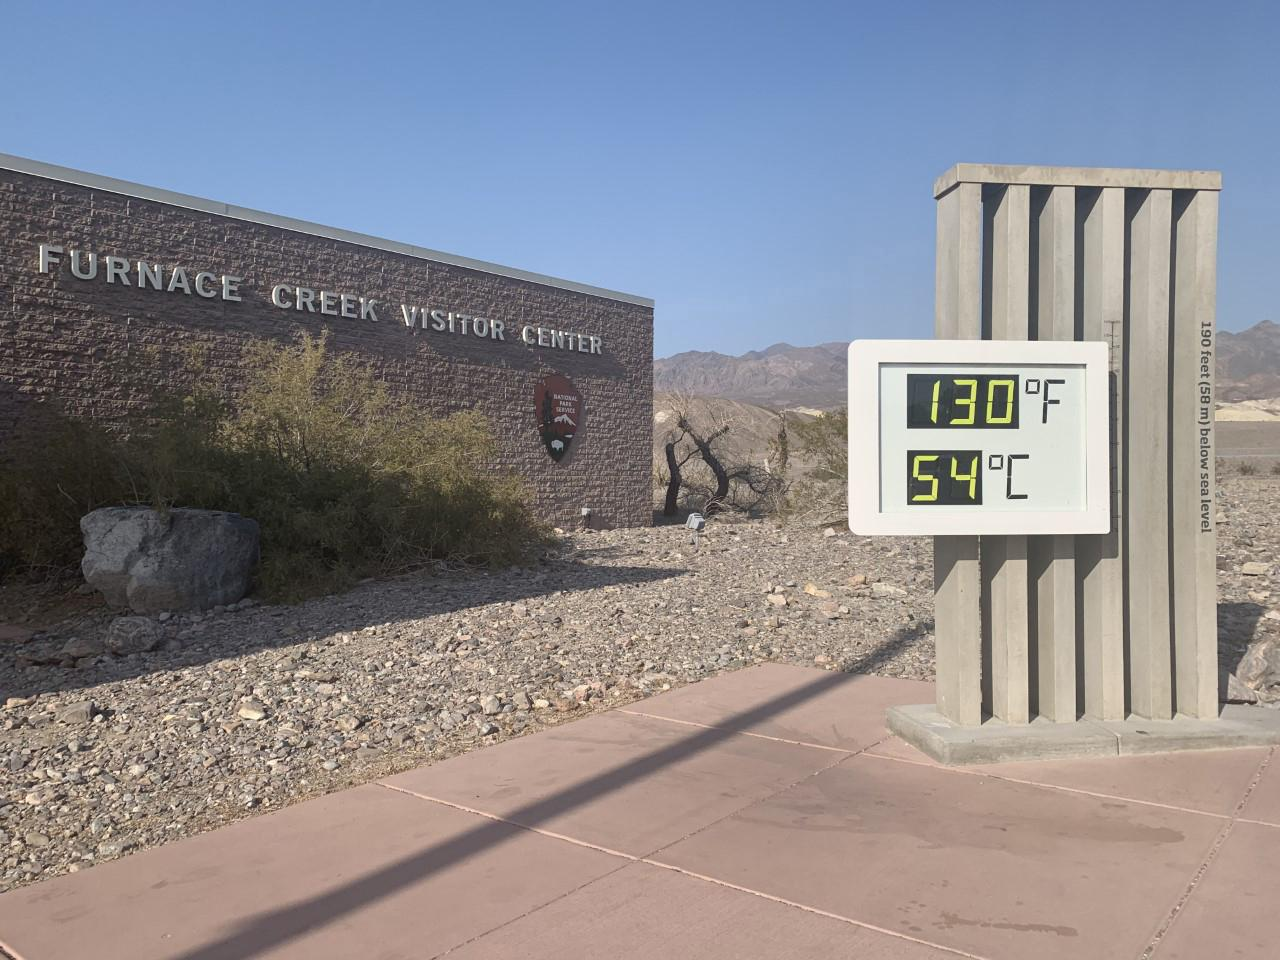 FURNACE CREEK VISITOR CENTER
NATIONAL
PARK
SERVICE
130°F
54°C
190 feet (58 m) below sea level